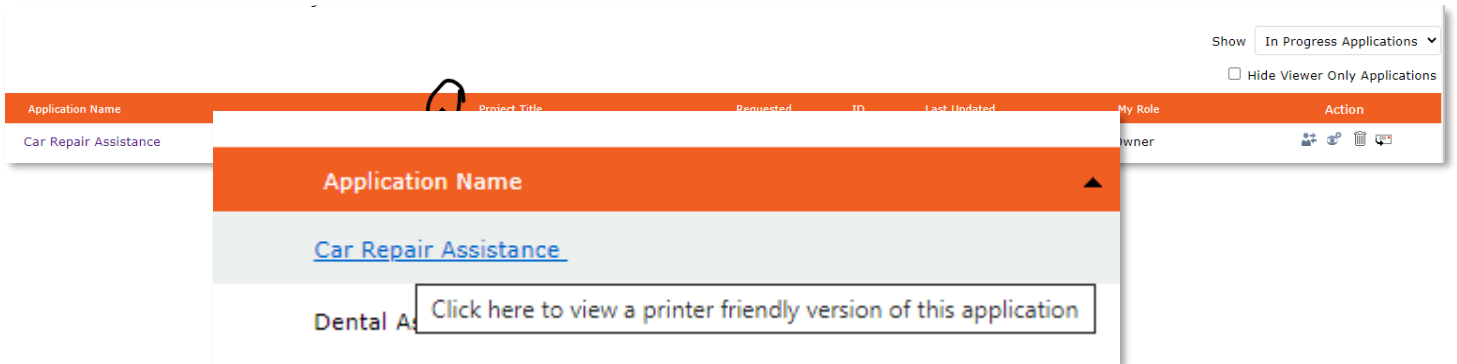 Show In Progress Applications
Hide Viewer Only Applications
Application Name Project Title Requested ID Last Updated My Role Action
Car Repair Assistance Owner
Application Name
Car Repair Assistance
Click here to view a printer friendly version of this application
Dental